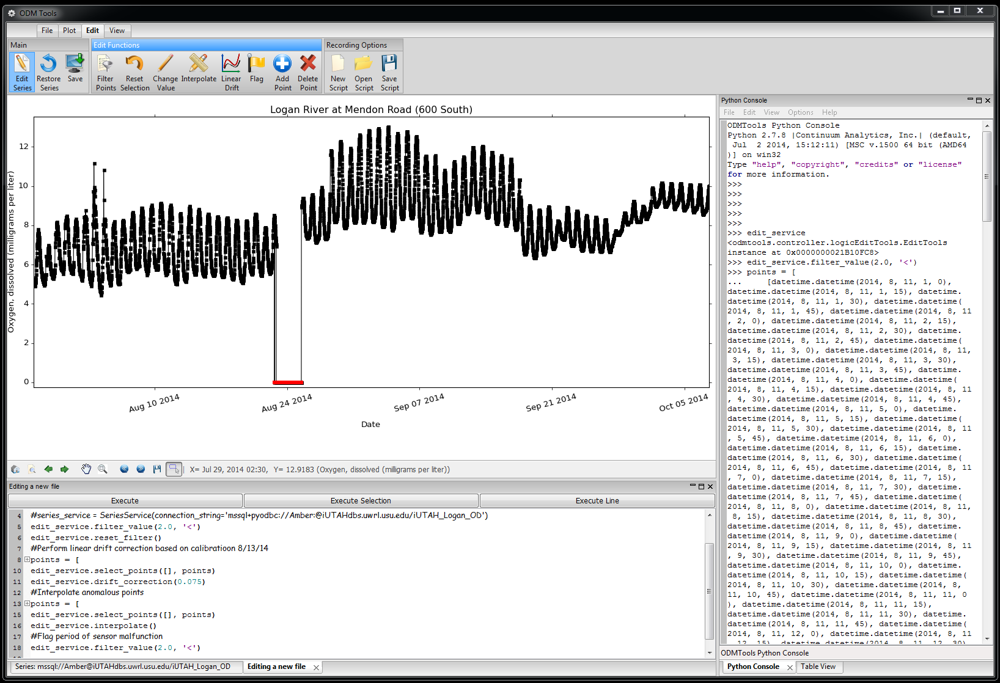 ODM Tools
File Plot Edit View
Main
Edit Functions
Recording Options
Edit Series
Restore Series
Save
Filter Points
Reset Selection
Change Value
Interpolate
Linear Drift
Flag
Add Point
Delete Point
New Script
Open Script
Save Script
Logan River at Mendon Road (600 South)
Oxygen, dissolved (milligrams per liter)
12
10
8
6
4
2
0
Aug 10 2014
Aug 24 2014
Sep 07 2014
Sep 21 2014
Oct 05 2014
Date
X= Jul 29, 2014 02:30, Y= 12.9183 (Oxygen, dissolved (milligrams per liter))
Editing a new file
Execute
Execute Selection
Execute Line
4 #series_service = SeriesService(connection_string='mssql+pyodbc://Amber:@iUTAHdbs.uwrl.usu.edu/iUTAH_Logan_OD')
5 edit_service.filter_value(2.0, '<')
6 edit_service.reset_filter()
7 #Perform linear drift correction based on calibratioon 8/13/14
8 points = [
10 edit_service.select_points([], points)
11 edit_service.drift_correction(0.075)
12 #Interpolate anomalous points
13 points = [
15 edit_service.select_points([], points)
16 edit_service.interpolate()
17 #Flag period of sensor malfunction
18 edit_service.filter_value(2.0, '<')
Series: mssql://Amber@iUTAHdbs.uwrl.usu.edu/iUTAH_Logan_OD
Editing a new file
Python Console
File Edit View Options Help
ODMTools Python Console
Python 2.7.8 |Continuum Analytics, Inc.| (default,
Jul 2 2014, 15:12:11) [MSC v.1500 64 bit (AMD64
)] on win32
Type "help", "copyright", "credits" or "license"
for more information.
>>>
>>>
>>>
>>>
>>>
>>> edit_service
<odmtools.controller.logicEditTools.EditTools
instance at 0x0000000021B10FC8>
>>> edit_service.filter_value(2.0, '<')
>>> points = [
... [datetime.datetime(2014, 8, 11, 1, 0),
datetime.datetime(2014, 8, 11, 1, 15), datetime.
datetime(2014, 8, 11, 1, 30), datetime.datetime(
2014, 8, 11, 1, 45), datetime.datetime(2014, 8, 11
, 2, 0), datetime.datetime(2014, 8, 11, 2, 15),
datetime.datetime(2014, 8, 11, 2, 30), datetime.
datetime(2014, 8, 11, 2, 45), datetime.datetime(
2014, 8, 11, 3, 0), datetime.datetime(2014, 8, 11,
3, 15), datetime.datetime(2014, 8, 11, 3, 30),
datetime.datetime(2014, 8, 11, 3, 45), datetime.
datetime(2014, 8, 11, 4, 0), datetime.datetime(
2014, 8, 11, 4, 15), datetime.datetime(2014, 8, 11
, 4, 30), datetime.datetime(2014, 8, 11, 4, 45),
datetime.datetime(2014, 8, 11, 5, 0), datetime.
datetime(2014, 8, 11, 5, 15), datetime.datetime(
2014, 8, 11, 5, 30), datetime.datetime(2014, 8, 11
, 5, 45), datetime.datetime(2014, 8, 11, 6, 0),
datetime.datetime(2014, 8, 11, 6, 15), datetime.
datetime(2014, 8, 11, 6, 30), datetime.datetime(
2014, 8, 11, 6, 45), datetime.datetime(2014, 8, 11
, 7, 0), datetime.datetime(2014, 8, 11, 7, 15),
datetime.datetime(2014, 8, 11, 7, 30), datetime.
datetime(2014, 8, 11, 7, 45), datetime.datetime(
2014, 8, 11, 8, 0), datetime.datetime(2014, 8, 11,
8, 15), datetime.datetime(2014, 8, 11, 8, 30),
datetime.datetime(2014, 8, 11, 8, 45), datetime.
datetime(2014, 8, 11, 9, 0), datetime.datetime(
2014, 8, 11, 9, 15), datetime.datetime(2014, 8, 11
, 9, 30), datetime.datetime(2014, 8, 11, 9, 45),
datetime.datetime(2014, 8, 11, 10, 0), datetime.
datetime(2014, 8, 11, 10, 15), datetime.datetime(
2014, 8, 11, 10, 30), datetime.datetime(2014, 8,
11, 10, 45), datetime.datetime(2014, 8, 11, 11, 0
), datetime.datetime(2014, 8, 11, 11, 15),
datetime.datetime(2014, 8, 11, 11, 30), datetime.
datetime(2014, 8, 11, 11, 45), datetime.datetime(
2014, 8, 11, 12, 0), datetime.datetime(2014, 8, 11
, 12, 15), datetime.datetime(2014, 8, 11, 12, 30)
ODMTools Python Console
Python Console
Table View